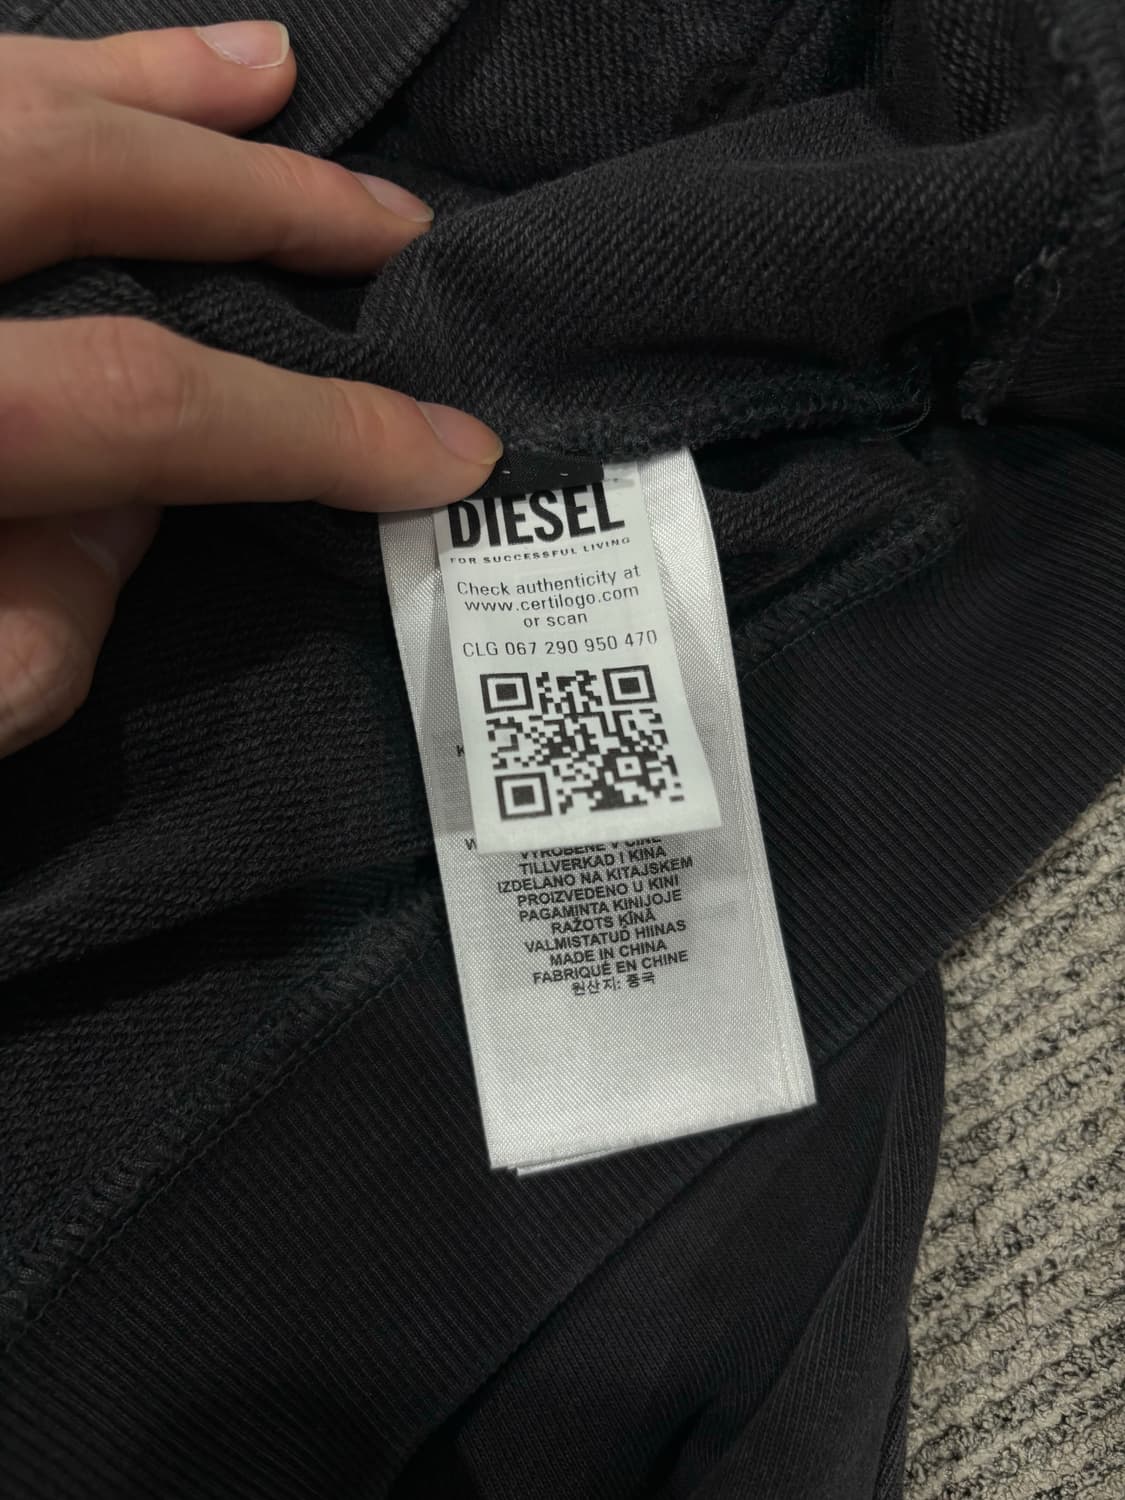 DIESEL
FOR SUCCESSFUL LIVING
Check authenticity at
www.certilogo.com
or scan
CLG 067 290 950 470
K
W
VYROBENE V ČÍNĚ
TILLVERKAD I KINA
IZDELANO NA KITAJSKEM
PROIZVEDENO U KINI
PAGAMINTA KINIJOJE
RAŽOTS ĶĪNĀ
VALMISTATUD HIINAS
MADE IN CHINA
FABRIQUÉ EN CHINE
원산지: 중국